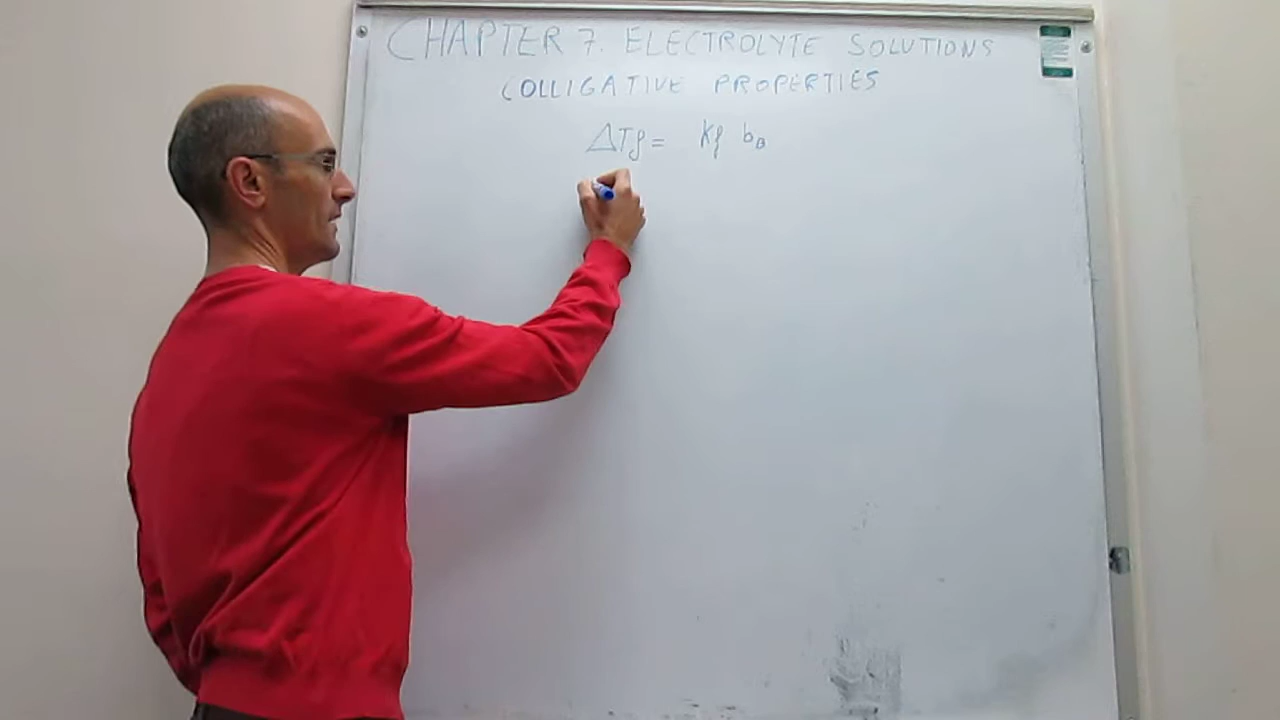 CHAPTER 7. ELECTROLYTE SOLUTIONS
COLLIGATIVE PROPERTIES
ΔTf = Kf bB